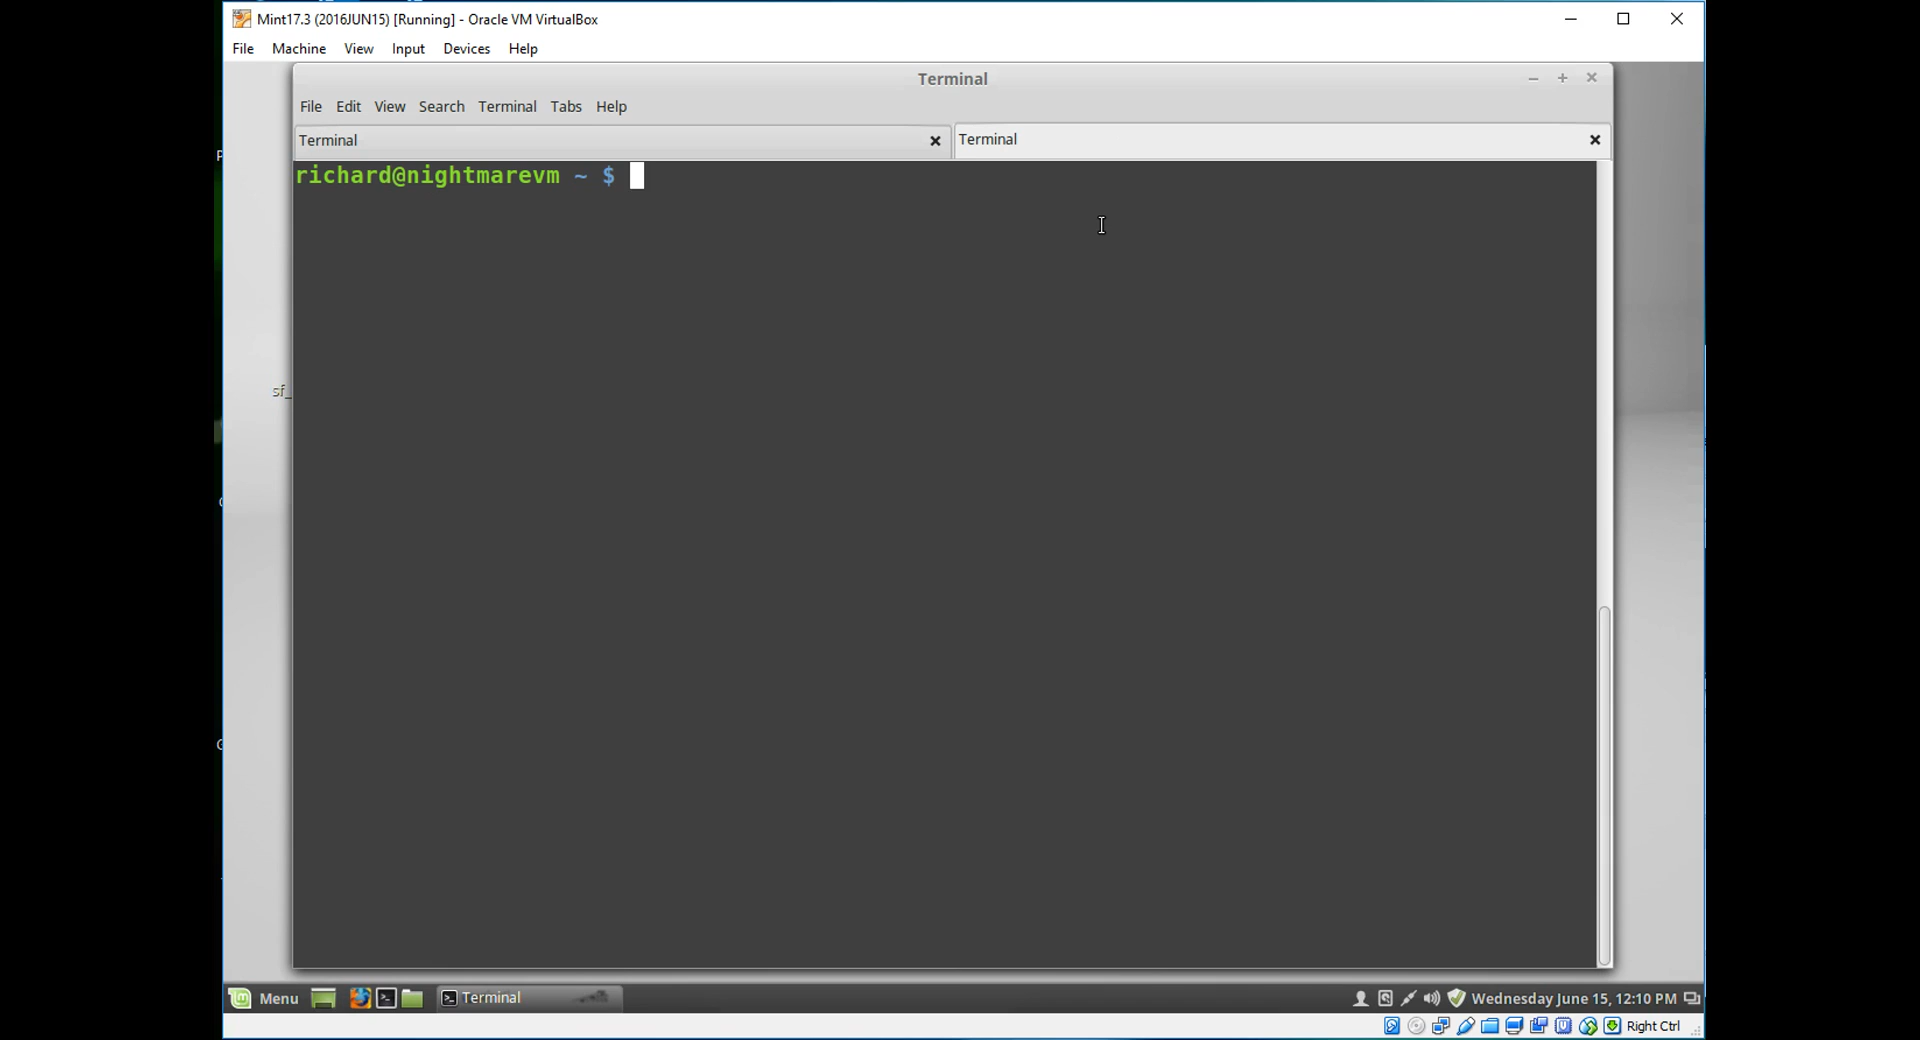 Mint17.3 (2016JUN15) [Running] - Oracle VM VirtualBox
File Machine View Input Devices Help
Terminal
File Edit View Search Terminal Tabs Help
Terminal
Terminal
richard@nightmarevm ~ $
sf_
Menu
Terminal
Wednesday June 15, 12:10 PM
Right Ctrl